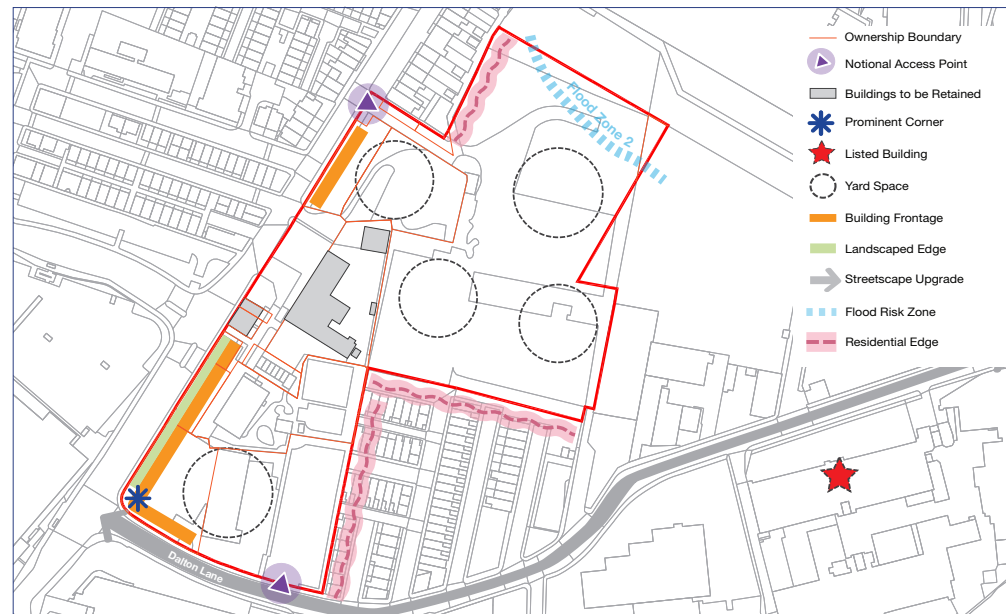 Ownership Boundary
Notional Access Point
Buildings to be Retained
Prominent Corner
Listed Building
Yard Space
Building Frontage
Landscaped Edge
Streetscape Upgrade
Flood Risk Zone
Residential Edge
Flood Zone 2
Dalton Lane